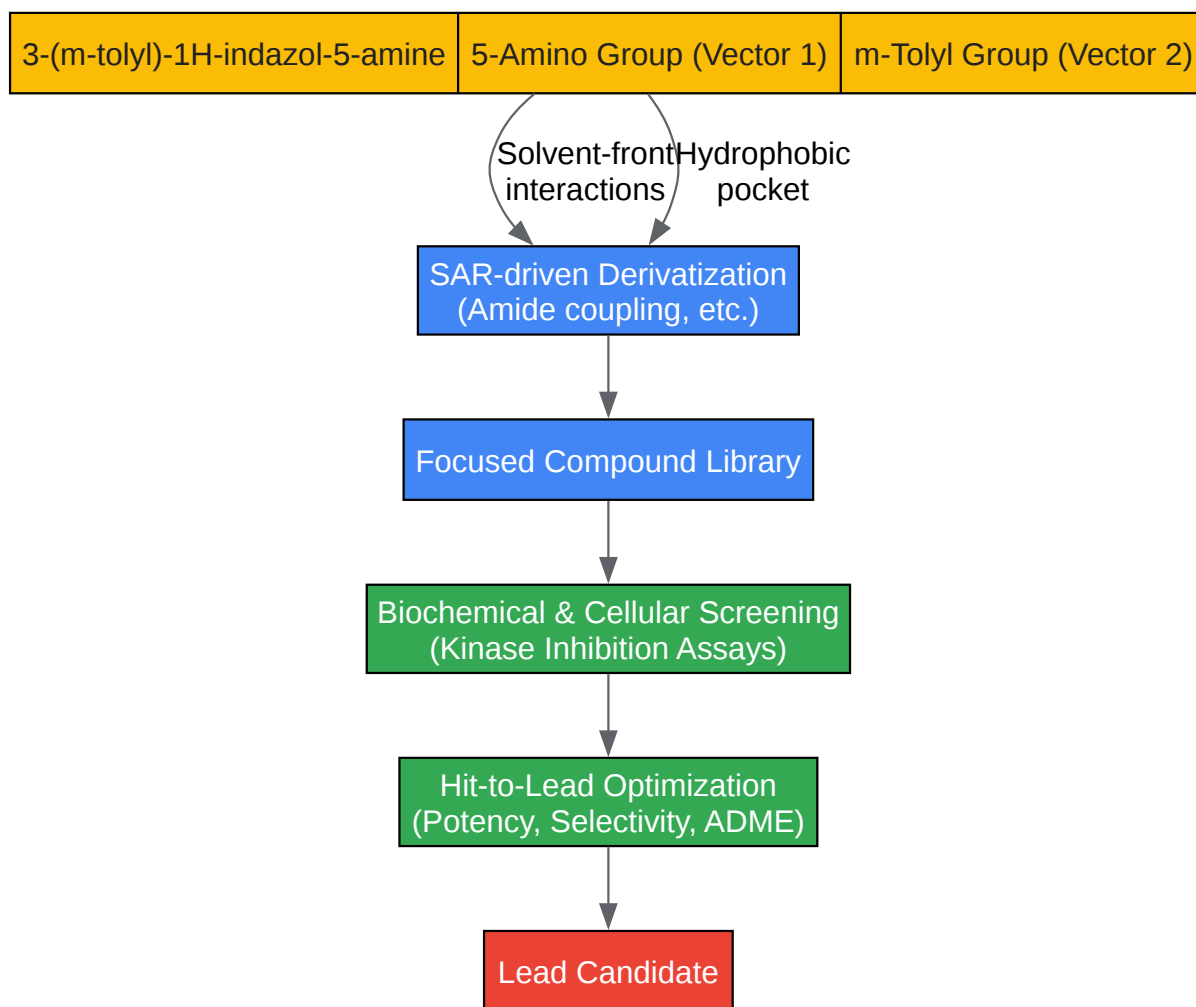 3-(m-tolyl)-1H-indazol-5-amine
5-Amino Group (Vector 1)
m-Tolyl Group (Vector 2)
Solvent-front
interactions
Hydrophobic
pocket
SAR-driven Derivatization
(Amide coupling, etc.)
Focused Compound Library
Biochemical & Cellular Screening
(Kinase Inhibition Assays)
Hit-to-Lead Optimization
(Potency, Selectivity, ADME)
Lead Candidate